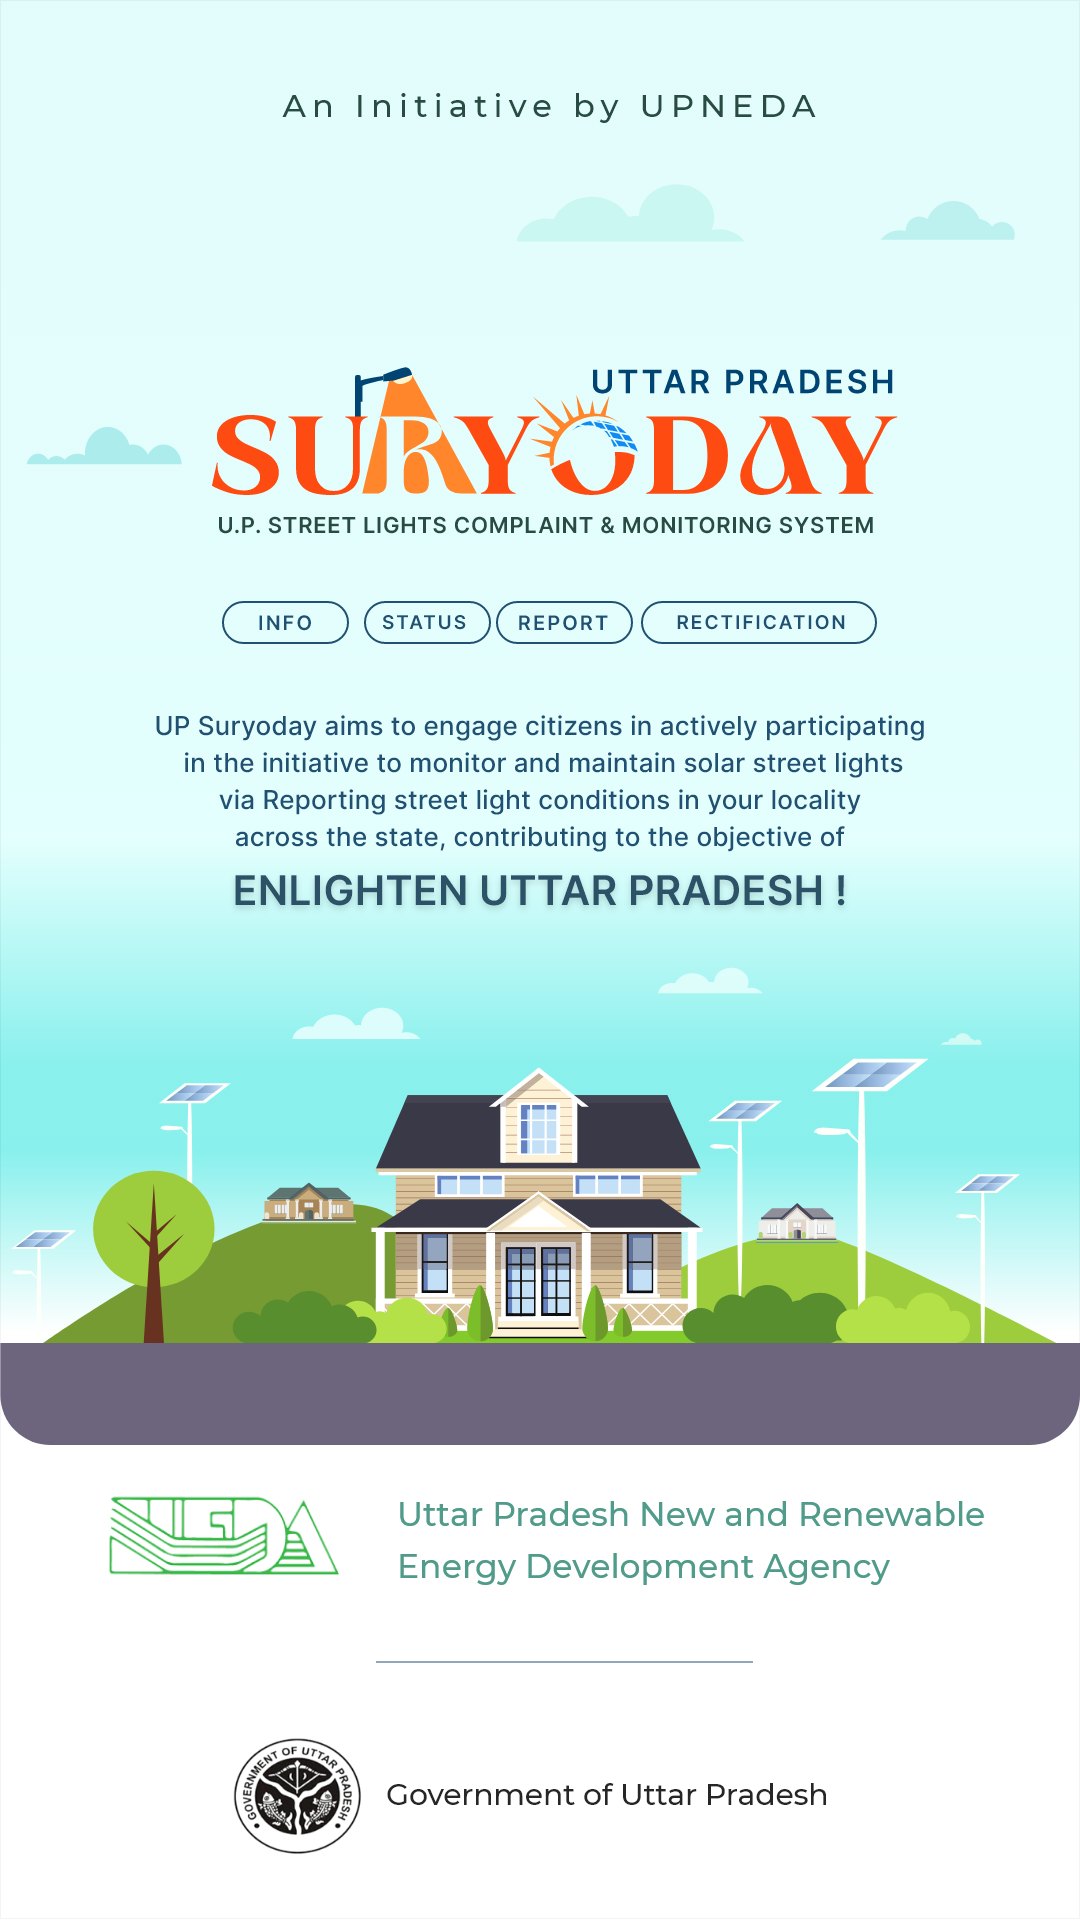 An Initiative by UPNEDA
UTTAR PRADESH
SURYODAY
U.P. STREET LIGHTS COMPLAINT & MONITORING SYSTEM
INFO STATUS REPORT RECTIFICATION
UP Suryoday aims to engage citizens in actively participating
in the initiative to monitor and maintain solar street lights
via Reporting street light conditions in your locality
across the state, contributing to the objective of
ENLIGHTEN UTTAR PRADESH !
NEDA
Uttar Pradesh New and Renewable
Energy Development Agency
GOVERNMENT OF UTTAR PRADESH
Government of Uttar Pradesh